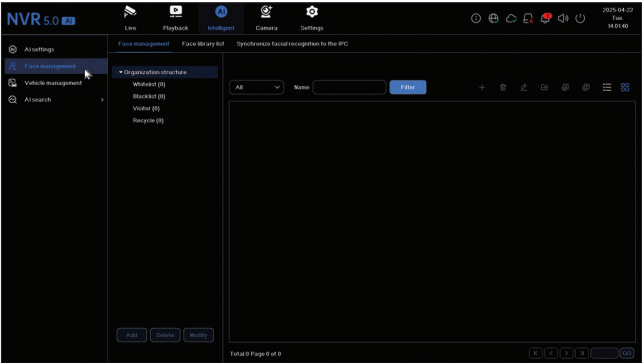 NVR 5.0 AI
Live
Playback
AI
Intelligent
Camera
Settings
2025-04-22
Tue.
14:01:40
AI settings
Face management
Vehicle management
AI search
Face management
Face library list
Synchronize facial recognition to the IPC
Organization structure
Whitelist (0)
Blacklist (0)
Visitor (0)
Recycle (0)
Add
Delete
Modify
All
Name
Filter
Total 0 Page 0 of 0
GO